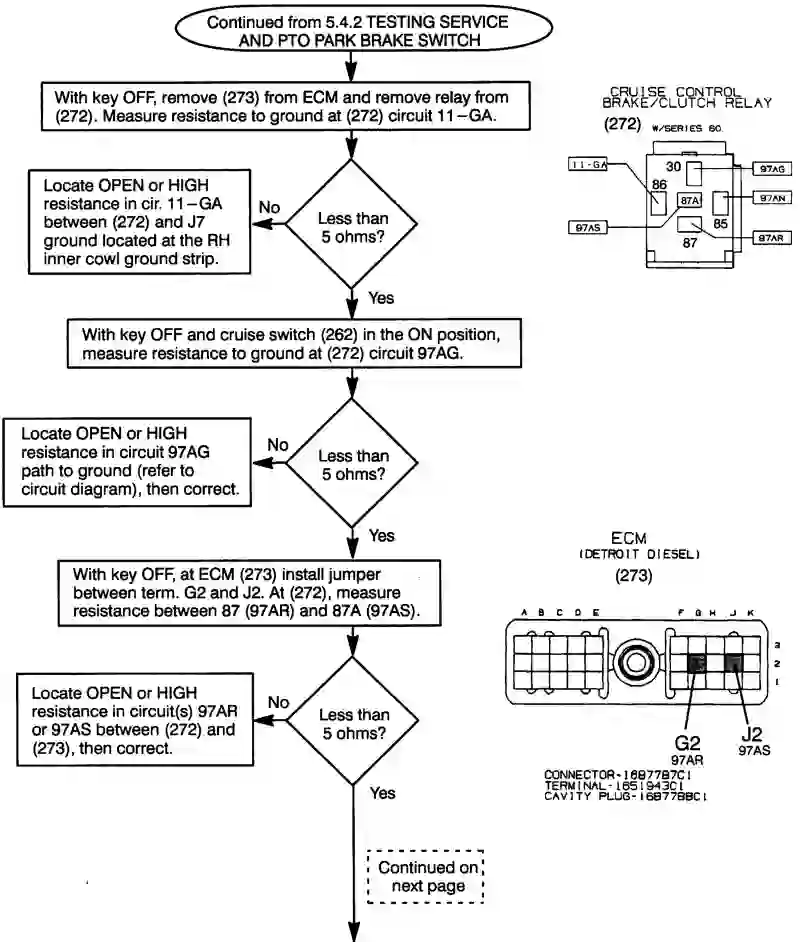 Continued from 5.4.2 TESTING SERVICE
AND PTO PARK BRAKE SWITCH
With key OFF, remove (273) from ECM and remove relay from
(272). Measure resistance to ground at (272) circuit 11–GA.
Locate OPEN or HIGH
resistance in cir. 11–GA
between (272) and J7
ground located at the RH
inner cowl ground strip.
No
Less than
5 ohms?
Yes
CRUISE CONTROL
BRAKE/CLUTCH RELAY
(272) W/SERIES 60
11-GA
30
97AG
86
87A
97AN
85
97AS
87
97AR
With key OFF and cruise switch (262) in the ON position,
measure resistance to ground at (272) circuit 97AG.
Locate OPEN or HIGH
resistance in circuit 97AG
path to ground (refer to
circuit diagram), then correct.
No
Less than
5 ohms?
Yes
With key OFF, at ECM (273) install jumper
between term. G2 and J2. At (272), measure
resistance between 87 (97AR) and 87A (97AS).
ECM
(DETROIT DIESEL)
(273)
A B C D E F G H J K
3
2
1
G2
97AR
J2
97AS
CONNECTOR-1687787C1
TERMINAL-1651943C1
CAVITY PLUG-1687788C1
Locate OPEN or HIGH
resistance in circuit(s) 97AR
or 97AS between (272) and
(273), then correct.
No
Less than
5 ohms?
Yes
Continued on
next page